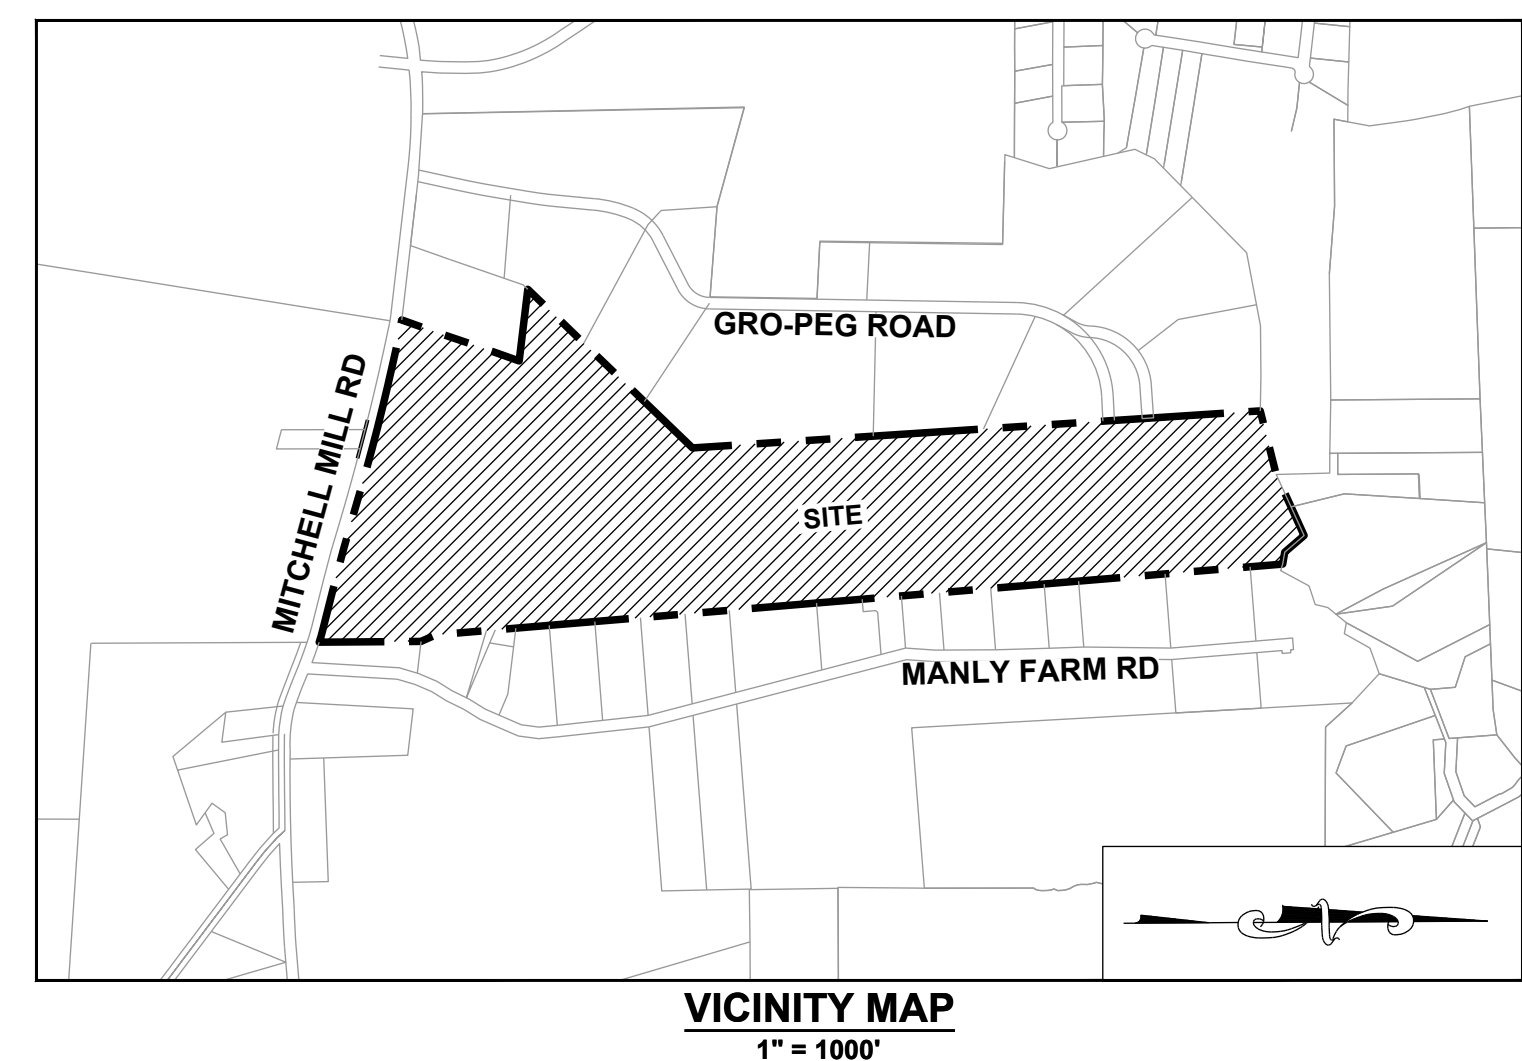 GRO-PEG ROAD
MITCHELL MILL RD
SITE
MANLY FARM RD
N
VICINITY MAP
1" = 1000'